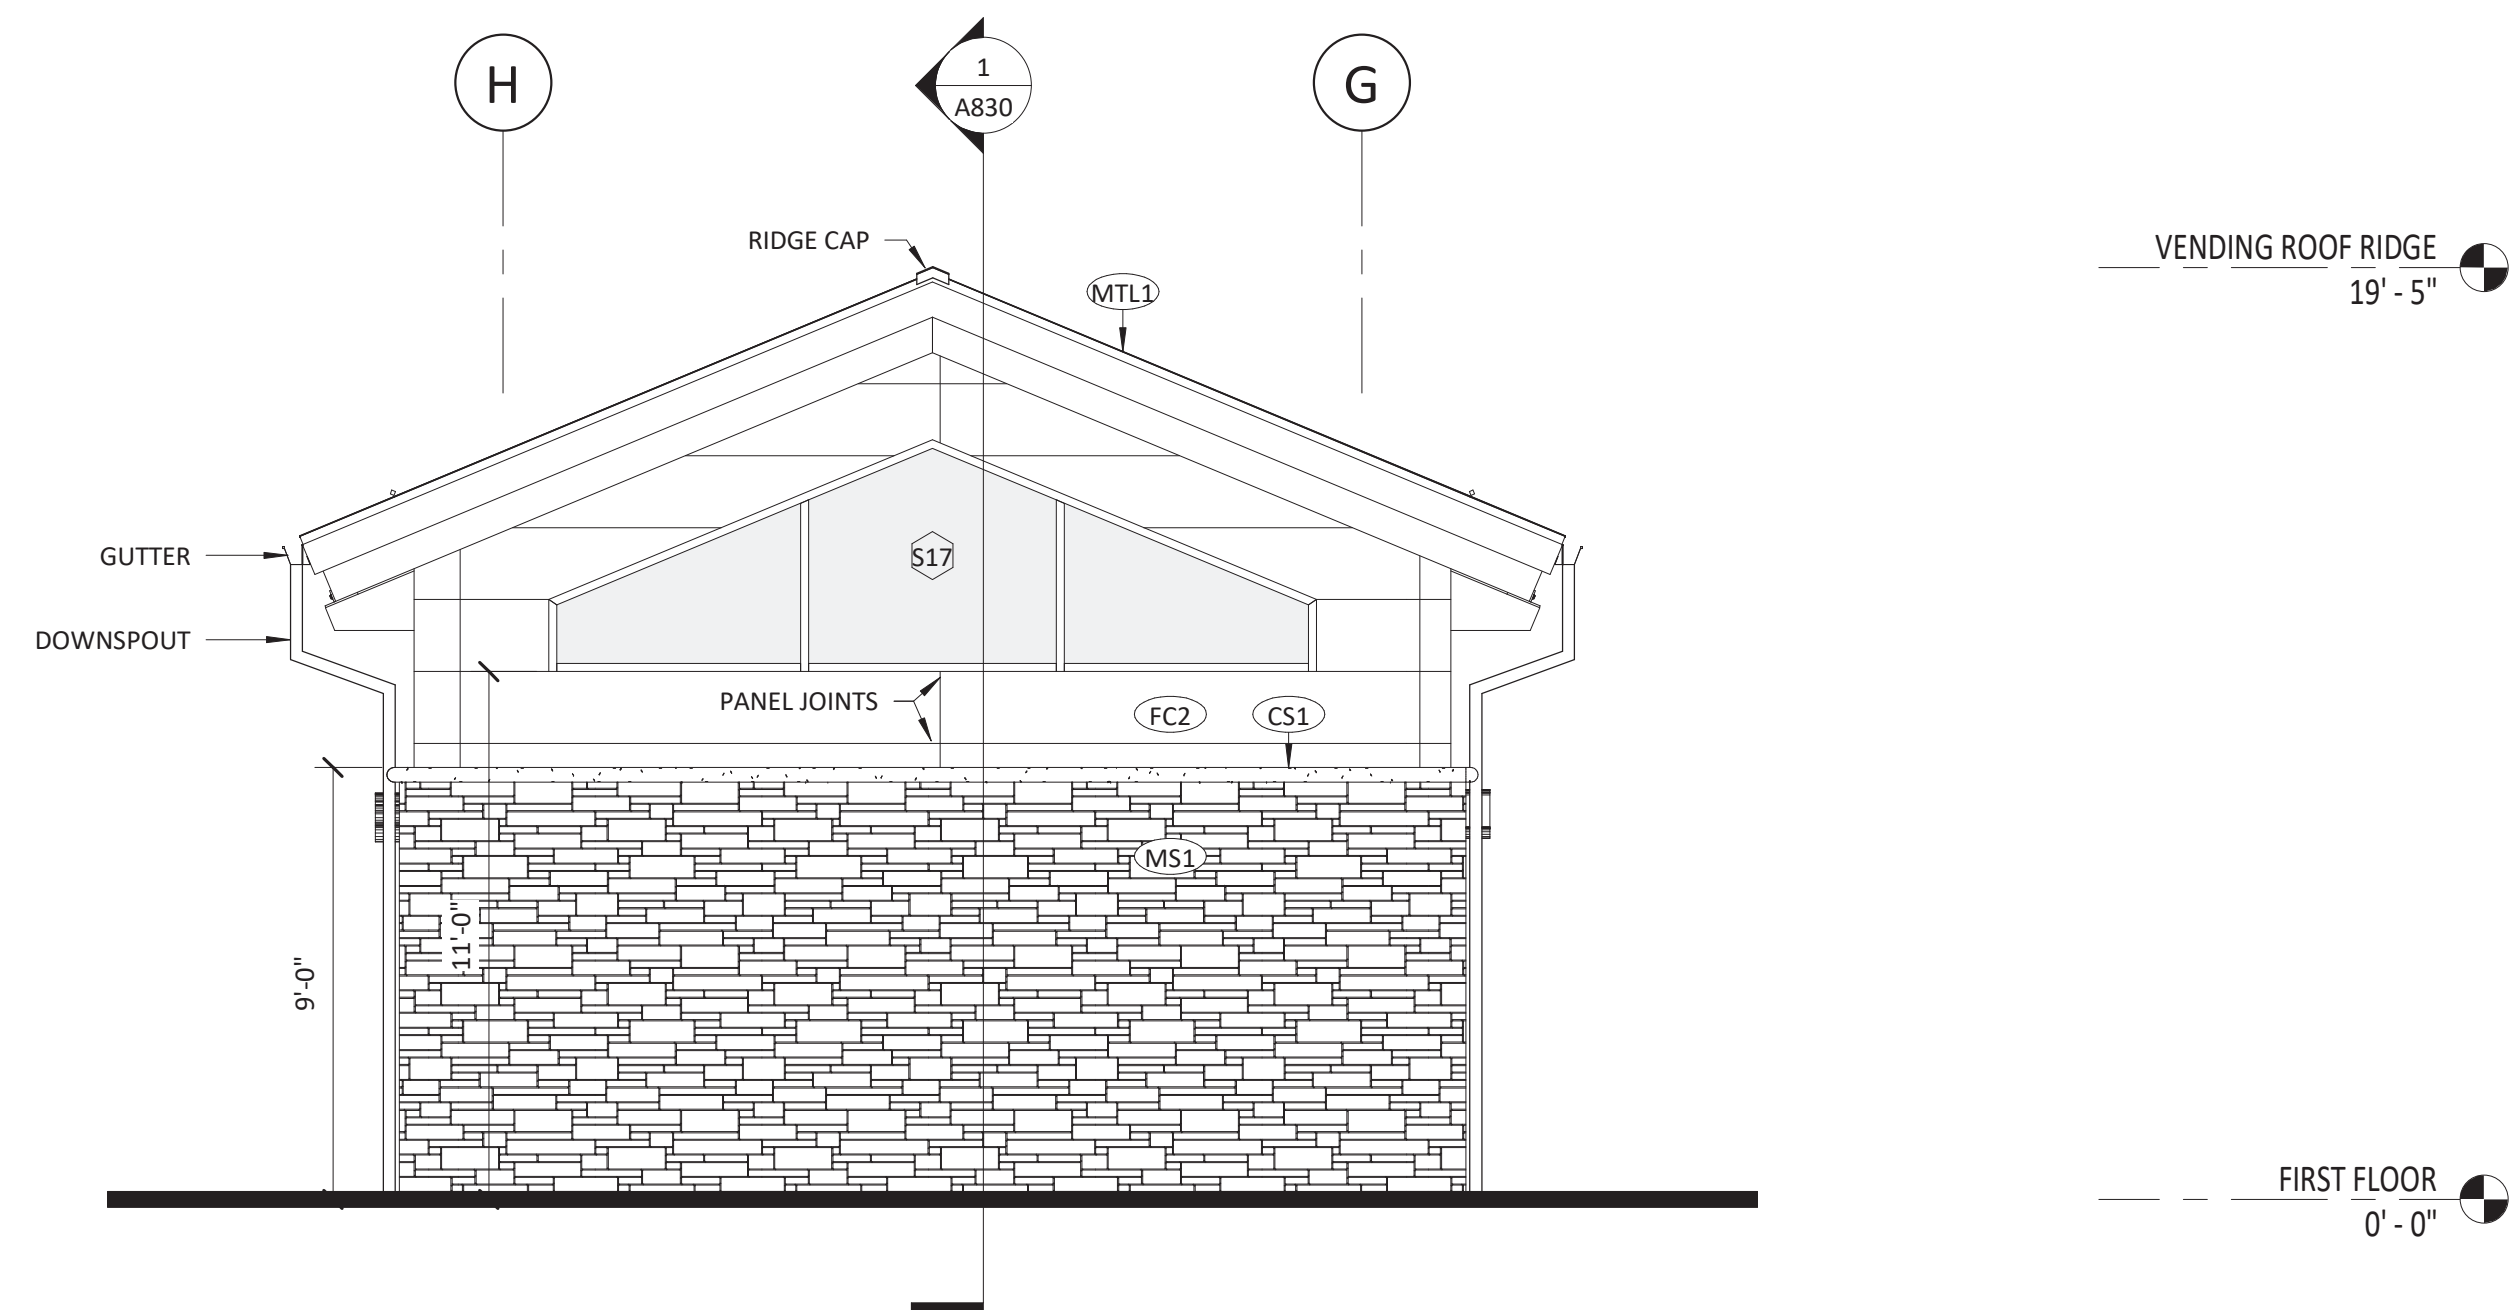 H
1
A830
G
RIDGE CAP
MTL1
VENDING ROOF RIDGE
19' - 5"
GUTTER
S17
DOWNSPOUT
PANEL JOINTS
FC2
CS1
MS1
11'-0"
9'-0"
FIRST FLOOR
0' - 0"